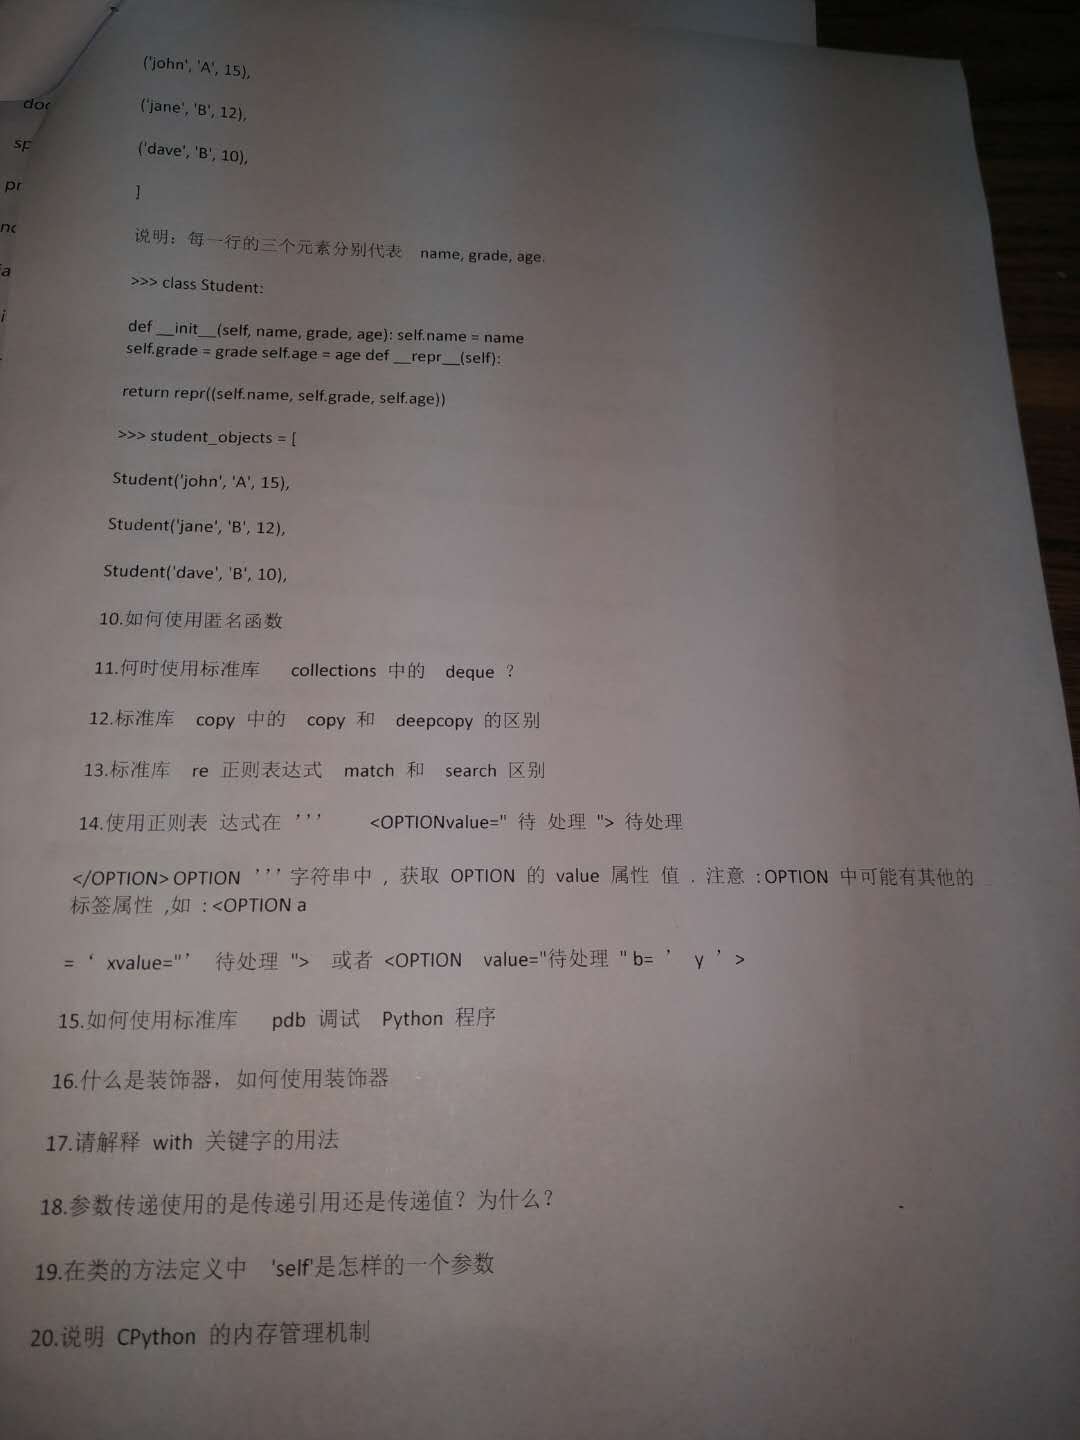 ('john', 'A', 15),
('jane', 'B', 12),
('dave', 'B', 10),
]
说明：每一行的三个元素分别代表 name, grade, age.
>>> class Student:
def __init__(self, name, grade, age): self.name = name
self.grade = grade self.age = age def __repr__(self):
return repr((self.name, self.grade, self.age))
>>> student_objects = [
Student('john', 'A', 15),
Student('jane', 'B', 12),
Student('dave', 'B', 10),
10.如何使用匿名函数
11.何时使用标准库 collections 中的 deque ？
12.标准库 copy 中的 copy 和 deepcopy 的区别
13.标准库 re 正则表达式 match 和 search 区别
14.使用正则表 达式在 ’’’ <OPTIONvalue=" 待 处理 "> 待处理
</OPTION> OPTION ’’’ 字符串中 , 获取 OPTION 的 value 属性 值 . 注意 :OPTION 中可能有其他的
标签属性 ,如 : <OPTION a
= ‘ xvalue="’ 待处理 "> 或者 <OPTION value="待处理 " b= ’ y ’ >
15.如何使用标准库 pdb 调试 Python 程序
16.什么是装饰器，如何使用装饰器
17.请解释 with 关键字的用法
18.参数传递使用的是传递引用还是传递值？为什么？
19.在类的方法定义中 'self'是怎样的一个参数
20.说明 CPython 的内存管理机制
doc
sp
pr